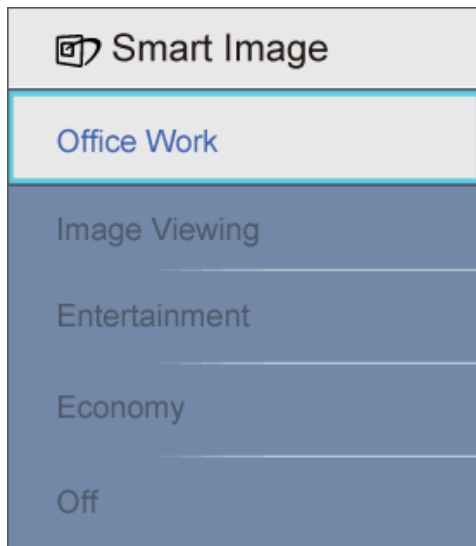 Smart Image
Office Work
Image Viewing
Entertainment
Economy
Off